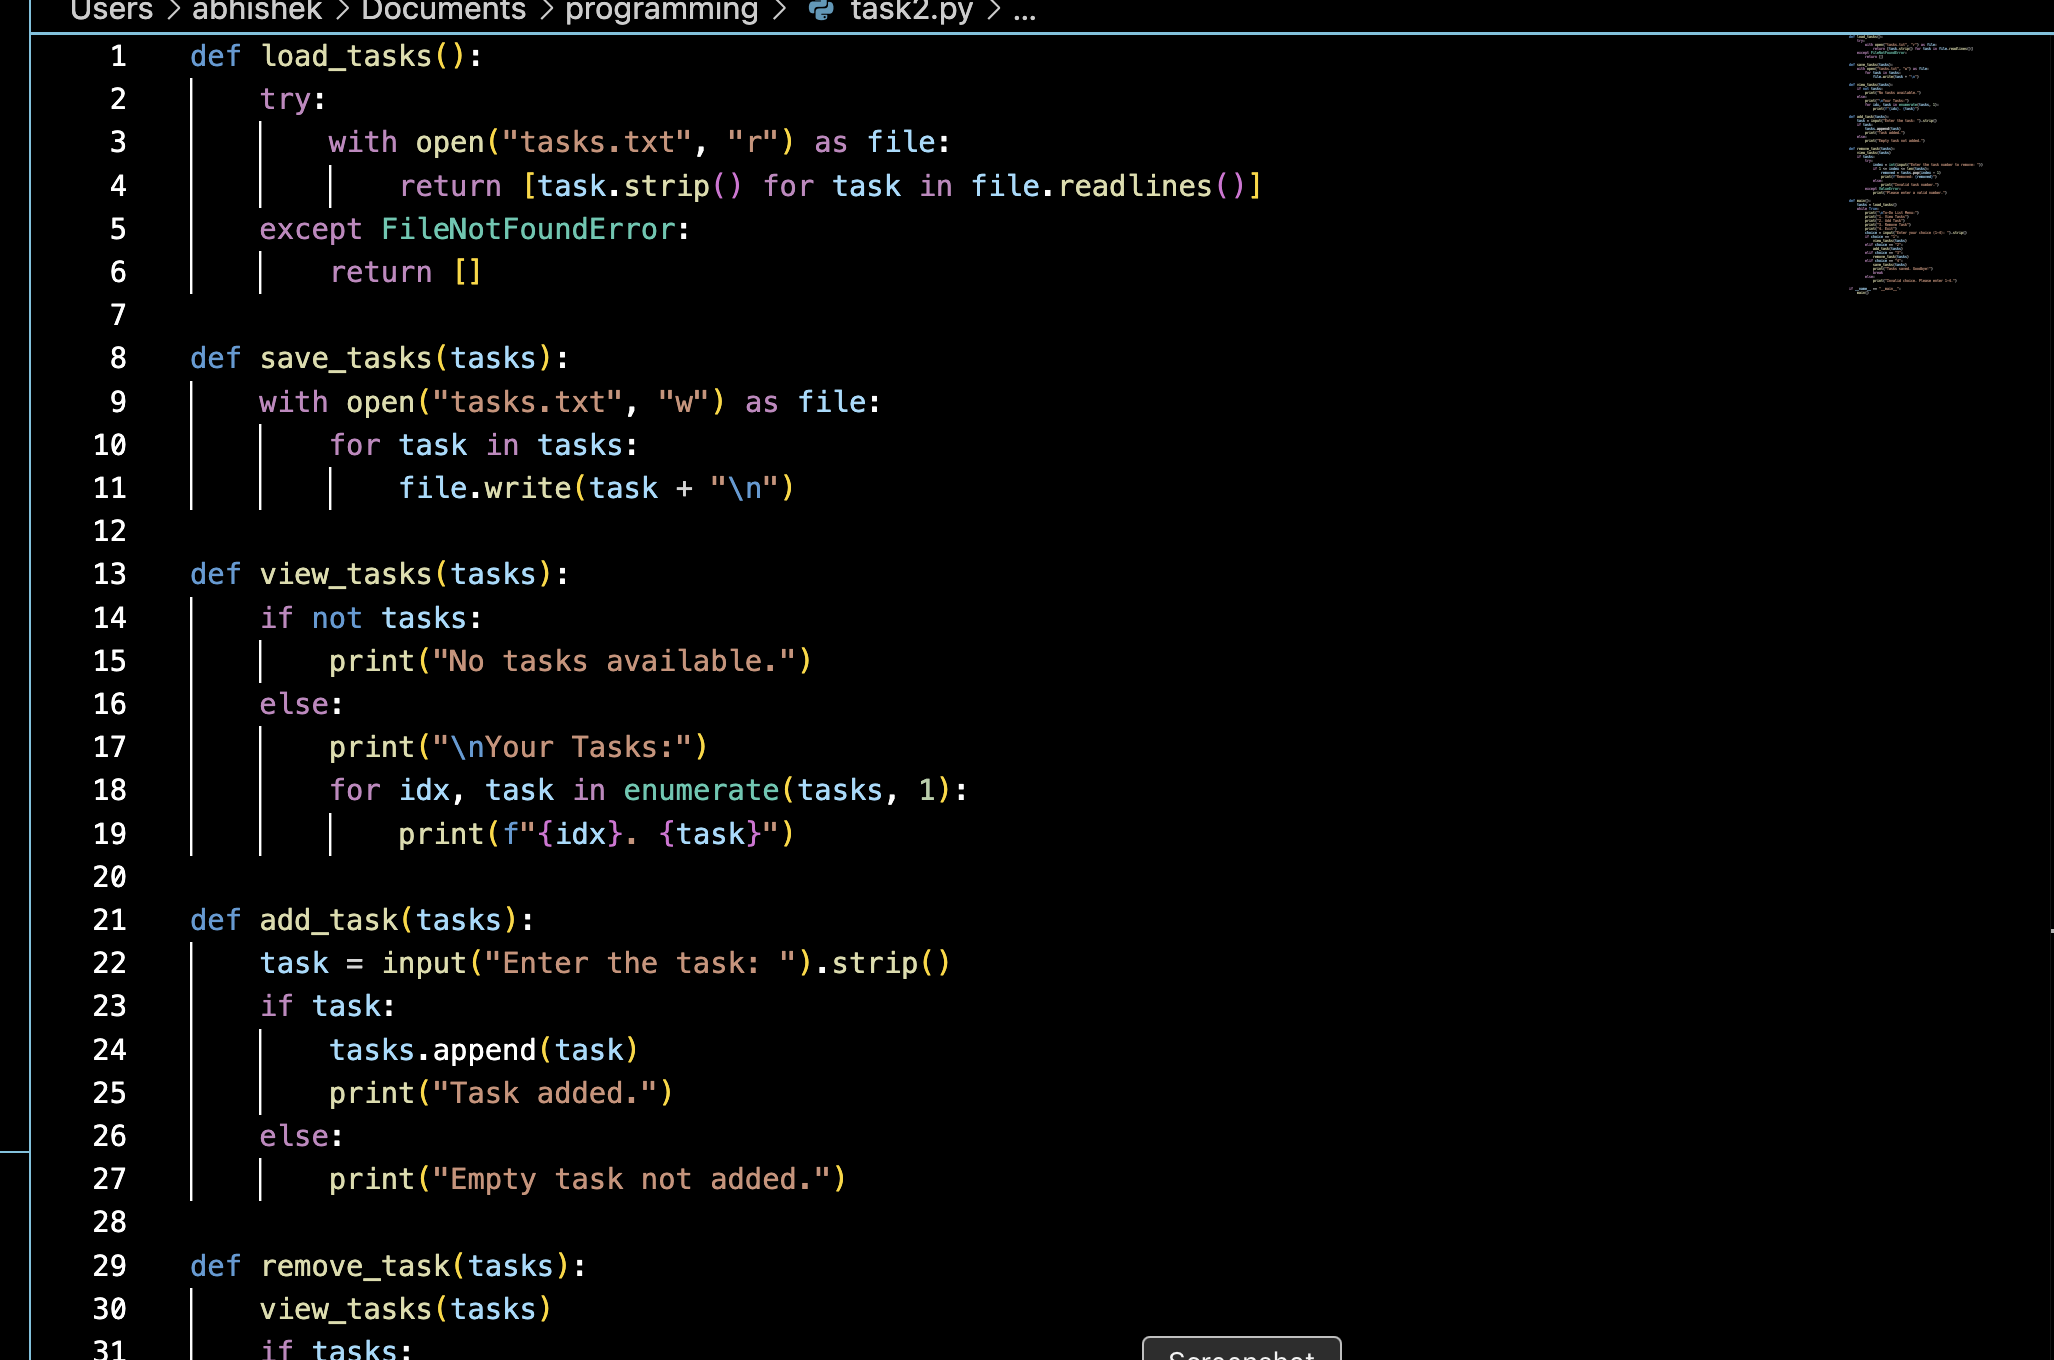 Users > abhishek > Documents > programming > task2.py > ...
1 def load_tasks():
2     try:
3         with open("tasks.txt", "r") as file:
4             return [task.strip() for task in file.readlines()]
5     except FileNotFoundError:
6         return []
7
8 def save_tasks(tasks):
9     with open("tasks.txt", "w") as file:
10         for task in tasks:
11             file.write(task + "\n")
12
13 def view_tasks(tasks):
14     if not tasks:
15         print("No tasks available.")
16     else:
17         print("\nYour Tasks:")
18         for idx, task in enumerate(tasks, 1):
19             print(f"{idx}. {task}")
20
21 def add_task(tasks):
22     task = input("Enter the task: ").strip()
23     if task:
24         tasks.append(task)
25         print("Task added.")
26     else:
27         print("Empty task not added.")
28
29 def remove_task(tasks):
30     view_tasks(tasks)
31     if tasks:
Screenshot